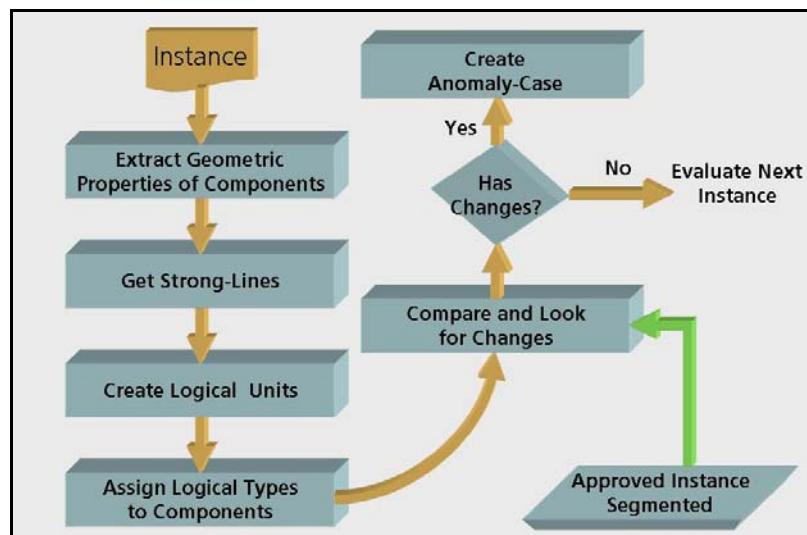 Instance
Extract Geometric
Properties of Components
Get Strong-Lines
Create Logical Units
Assign Logical Types
to Components
Create
Anomaly-Case
Yes
Has
Changes?
No
Evaluate Next
Instance
Compare and Look
for Changes
Approved Instance
Segmented